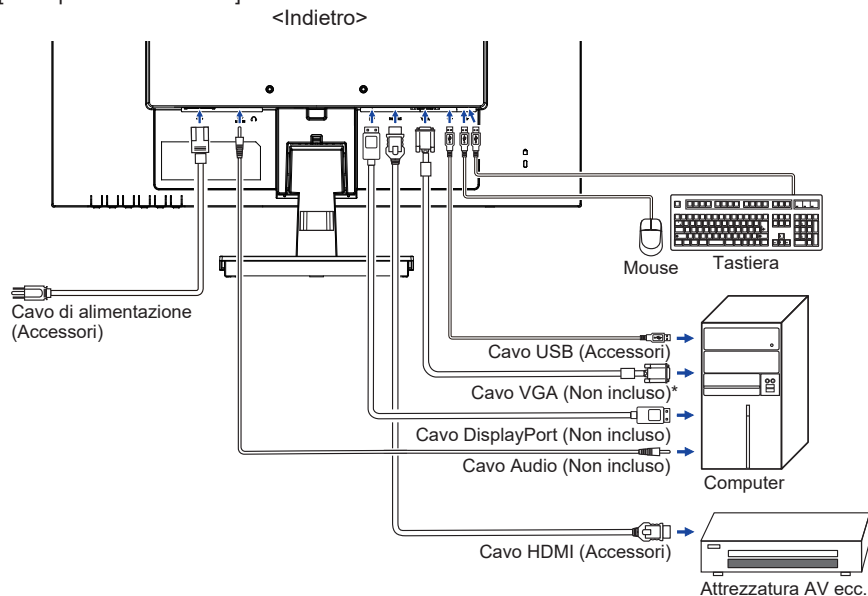 <Indietro>
Mouse
Tastiera
Cavo di alimentazione
(Accessori)
Cavo USB (Accessori)
Cavo VGA (Non incluso)*
Cavo DisplayPort (Non incluso)
Cavo Audio (Non incluso)
Computer
Cavo HDMI (Accessori)
Attrezzatura AV ecc.